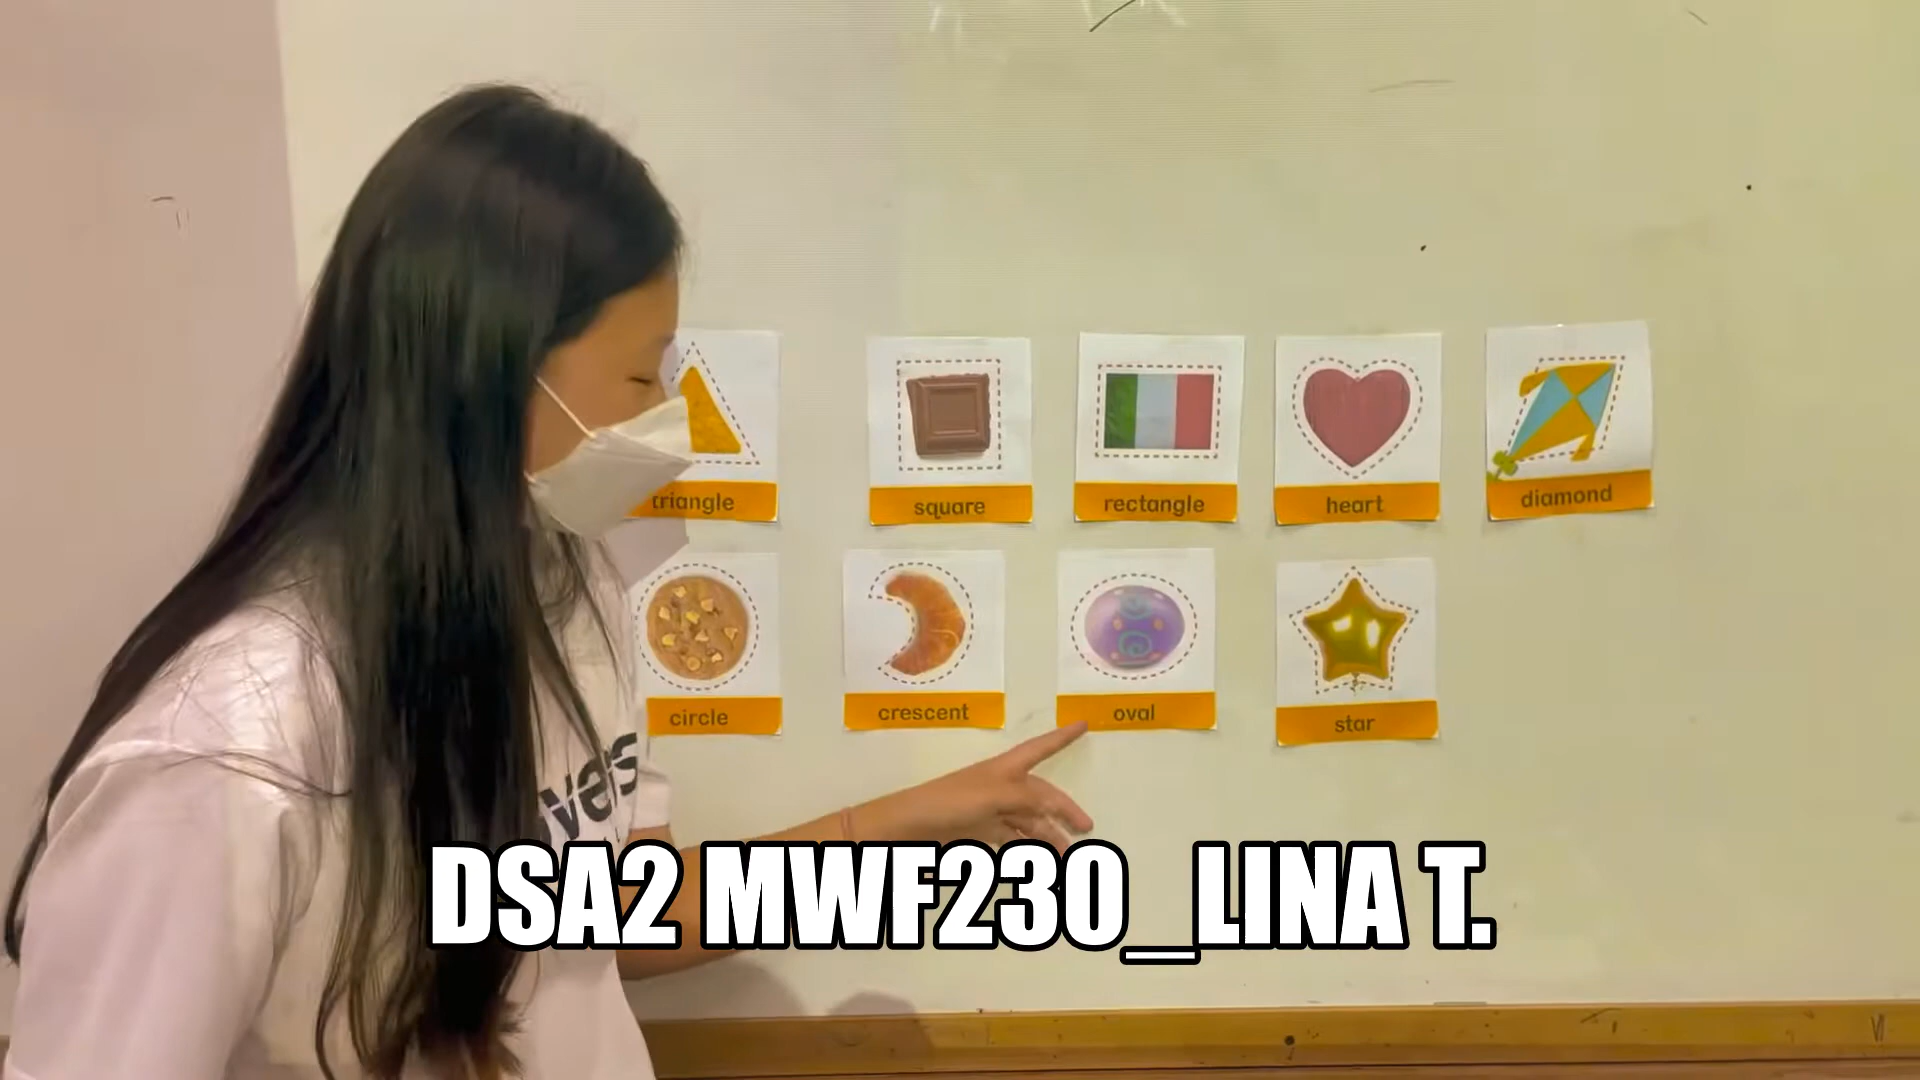 triangle
square
rectangle
heart
diamond
circle
crescent
oval
star
DSA2 MWF230_LINA T.